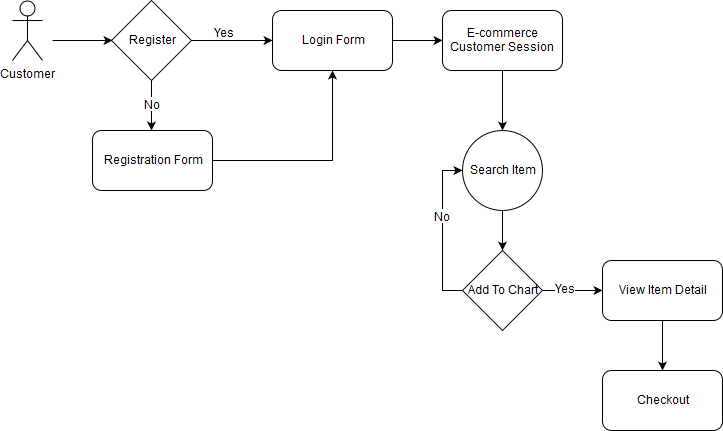 Customer
Register
Yes
Login Form
E-commerce
Customer Session
No
Registration Form
Search Item
No
Add To Chart
Yes
View Item Detail
Checkout